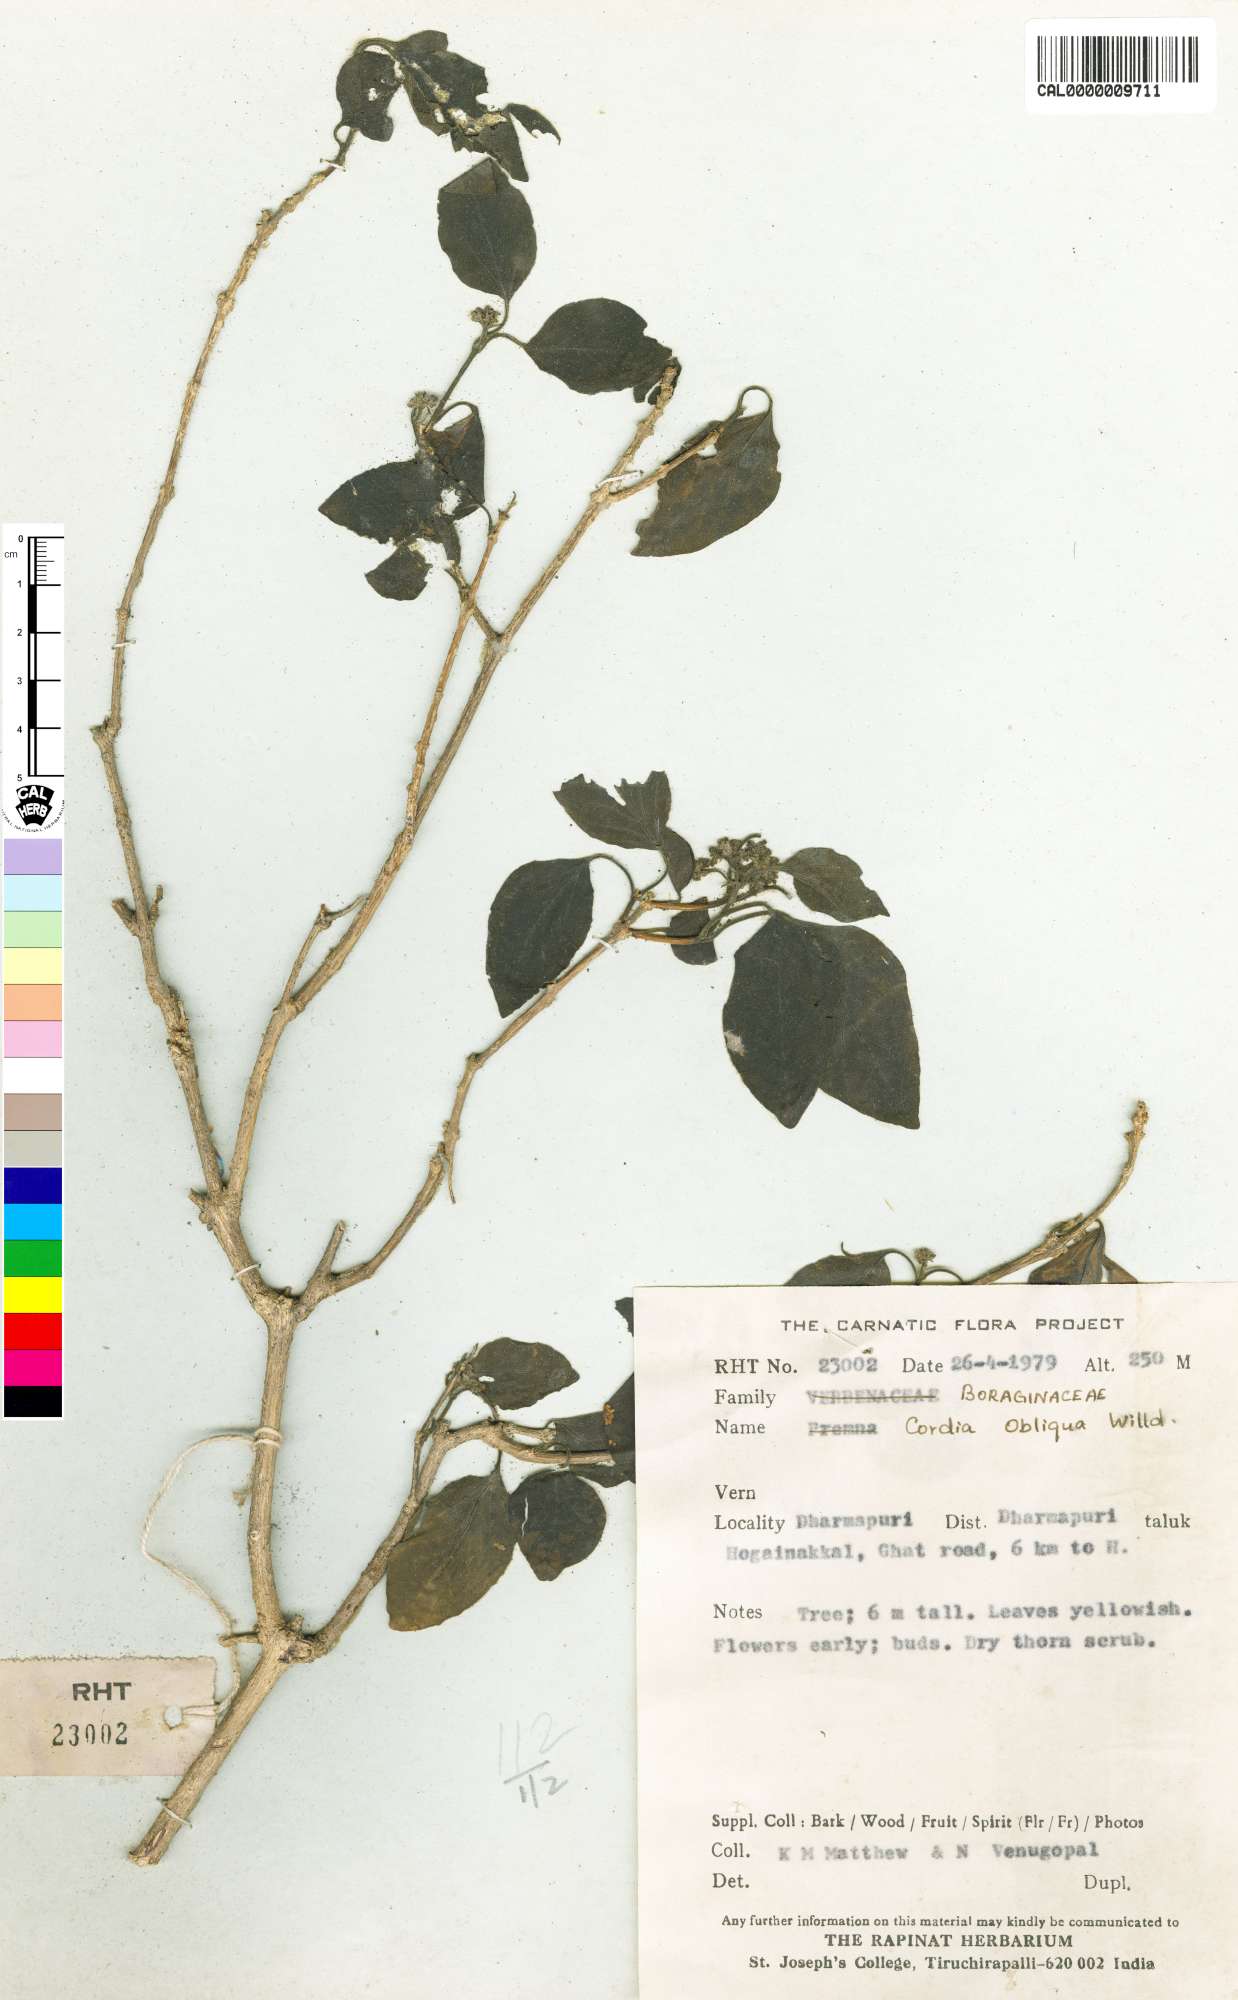 CAL0000009711
0
cm
1
2
3
4
5
CAL
HERB
THE CARNATIC FLORA PROJECT
RHT No. 23002 Date 26-4-1979 Alt. 250 M
Family VERBENACEAE BORAGINACEAE
Name Premna Cordia obliqua Willd.
Vern
Locality Dharmapuri Dist. Dharmapuri taluk
Hogainakkal, Ghat road, 6 km to H.
Notes Tree; 6 m tall. Leaves yellowish.
Flowers early; buds. Dry thorn scrub.
RHT
23002
112
112
Suppl. Coll : Bark / Wood / Fruit / Spirit (Flr / Fr) / Photos
Coll. K M Matthew & N Venugopal
Det. Dupl.
Any further information on this material may kindly be communicated to
THE RAPINAT HERBARIUM
St. Joseph's College, Tiruchirapalli-620 002 India